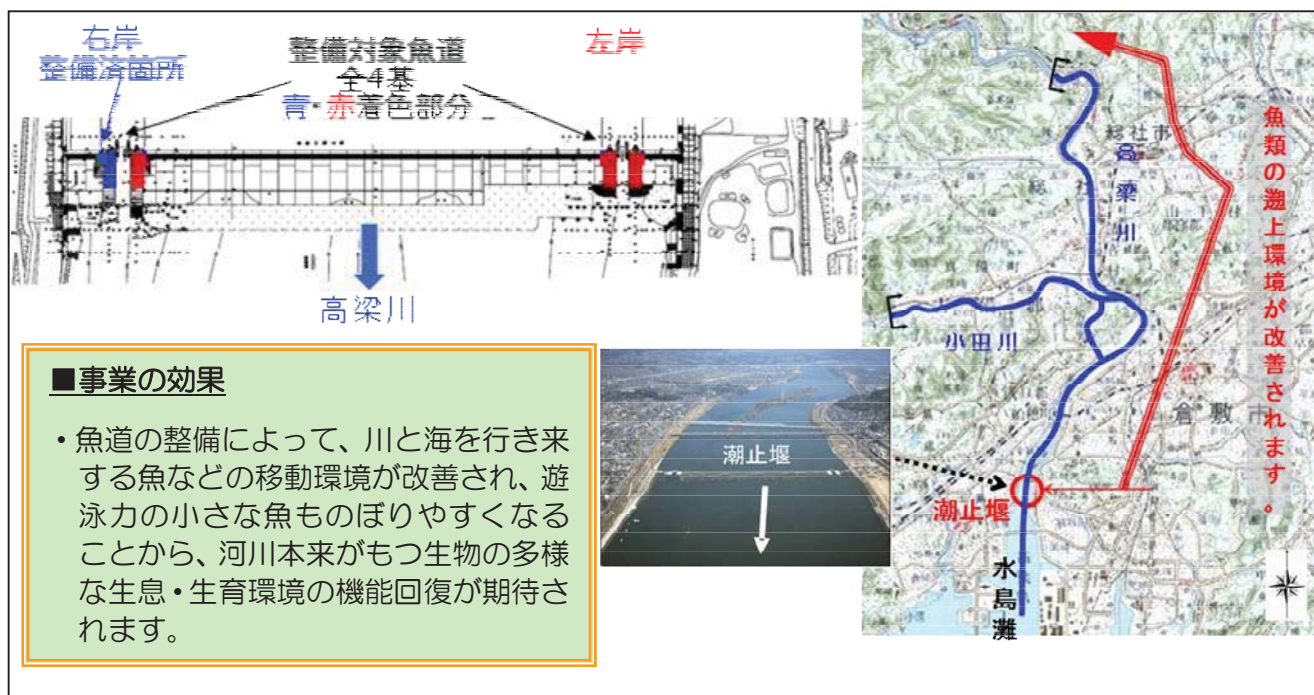 右岸
整備済箇所
整備対象魚道
全4基
青・赤着色部分
左岸
高梁川
■事業の効果
・魚道の整備によって、川と海を行き来
する魚などの移動環境が改善され、遊
泳力の小さな魚ものぼりやすくなる
ことから、河川本来がもつ生物の多様
な生息・生育環境の機能回復が期待さ
れます。
潮止堰
総社市
高梁川
小田川
倉敷市
潮止堰
水島灘
魚類の遡上環境が改善されます。